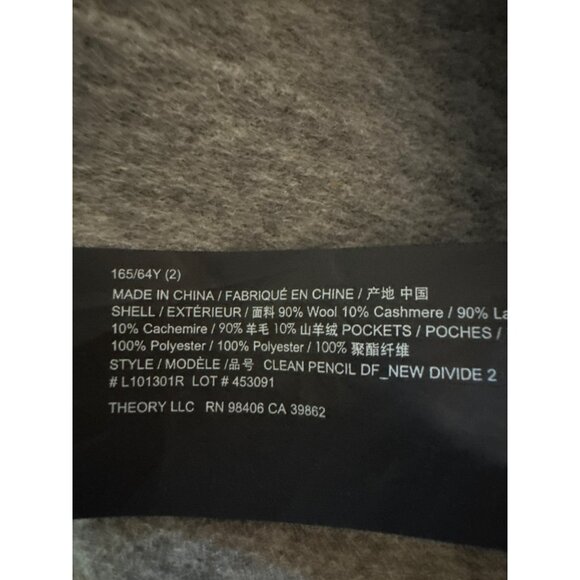 165/64Y (2)
MADE IN CHINA / FABRIQUÉ EN CHINE / 产地 中国
SHELL / EXTÉRIEUR / 面料 90% Wool 10% Cashmere / 90% La
10% Cachemire / 90% 羊毛 10% 山羊绒 POCKETS / POCHES /
100% Polyester / 100% Polyester / 100% 聚酯纤维
STYLE / MODÈLE / 品号 CLEAN PENCIL DF_NEW DIVIDE 2
# L101301R LOT # 453091
THEORY LLC RN 98406 CA 39862